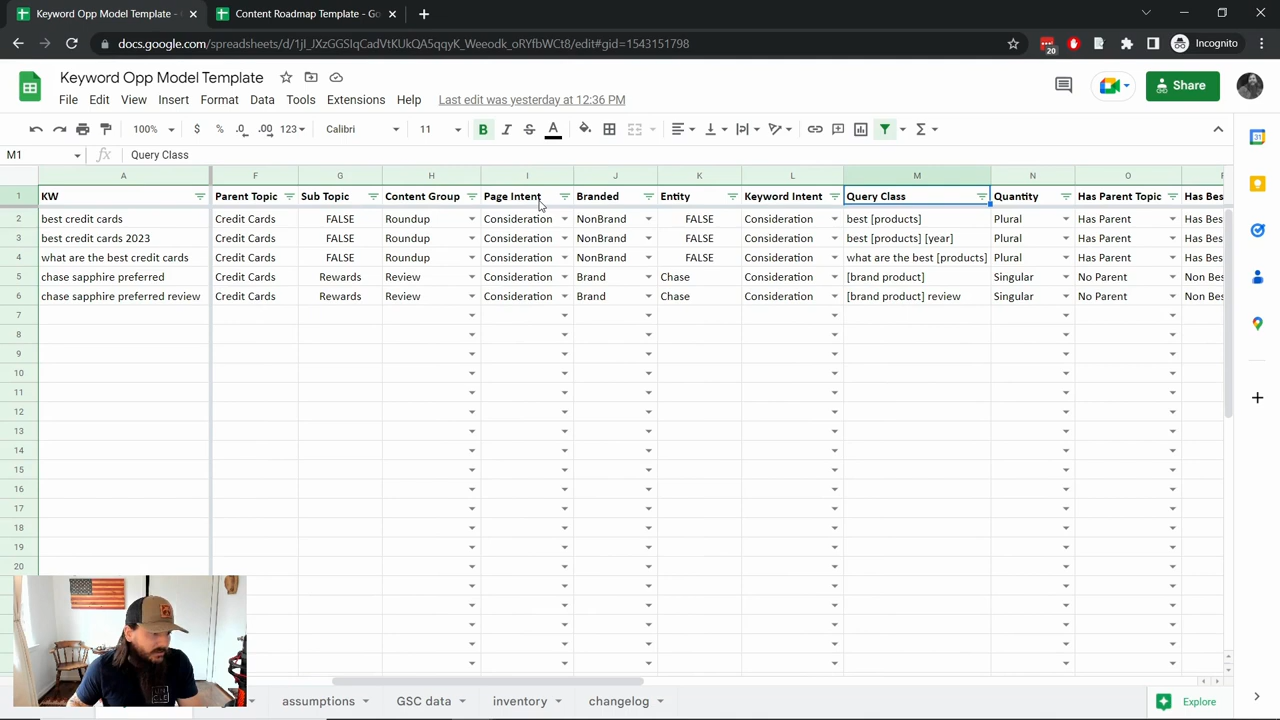 Keyword Opp Model Template -
Content Roadmap Template - Go
docs.google.com/spreadsheets/d/
/edit#gid=1543151798
20
Incognito
Keyword Opp Model Template
File Edit View Insert Format Data Tools Extensions Help Last edit was yesterday at 12:36 PM
Share
100% $ % .0 .00 123 Calibri 11 B I S A
M1 fx Query Class
A F G H I J K L M N O
1 KW Parent Topic Sub Topic Content Group Page Intent Branded Entity Keyword Intent Query Class Quantity Has Parent Topic Has Bes
2 best credit cards Credit Cards FALSE Roundup Consideration NonBrand FALSE Consideration best [products] Plural Has Parent Has Bes
3 best credit cards 2023 Credit Cards FALSE Roundup Consideration NonBrand FALSE Consideration best [products] [year] Plural Has Parent Has Bes
4 what are the best credit cards Credit Cards FALSE Roundup Consideration NonBrand FALSE Consideration what are the best [products] Plural Has Parent Has Bes
5 chase sapphire preferred Credit Cards Rewards Review Consideration Brand Chase Consideration [brand product] Singular No Parent Non Bes
6 chase sapphire preferred review Credit Cards Rewards Review Consideration Brand Chase Consideration [brand product] review Singular No Parent Non Bes
7
8
9
10
11
12
13
14
15
16
17
18
19
20
assumptions GSC data inventory changelog
Explore